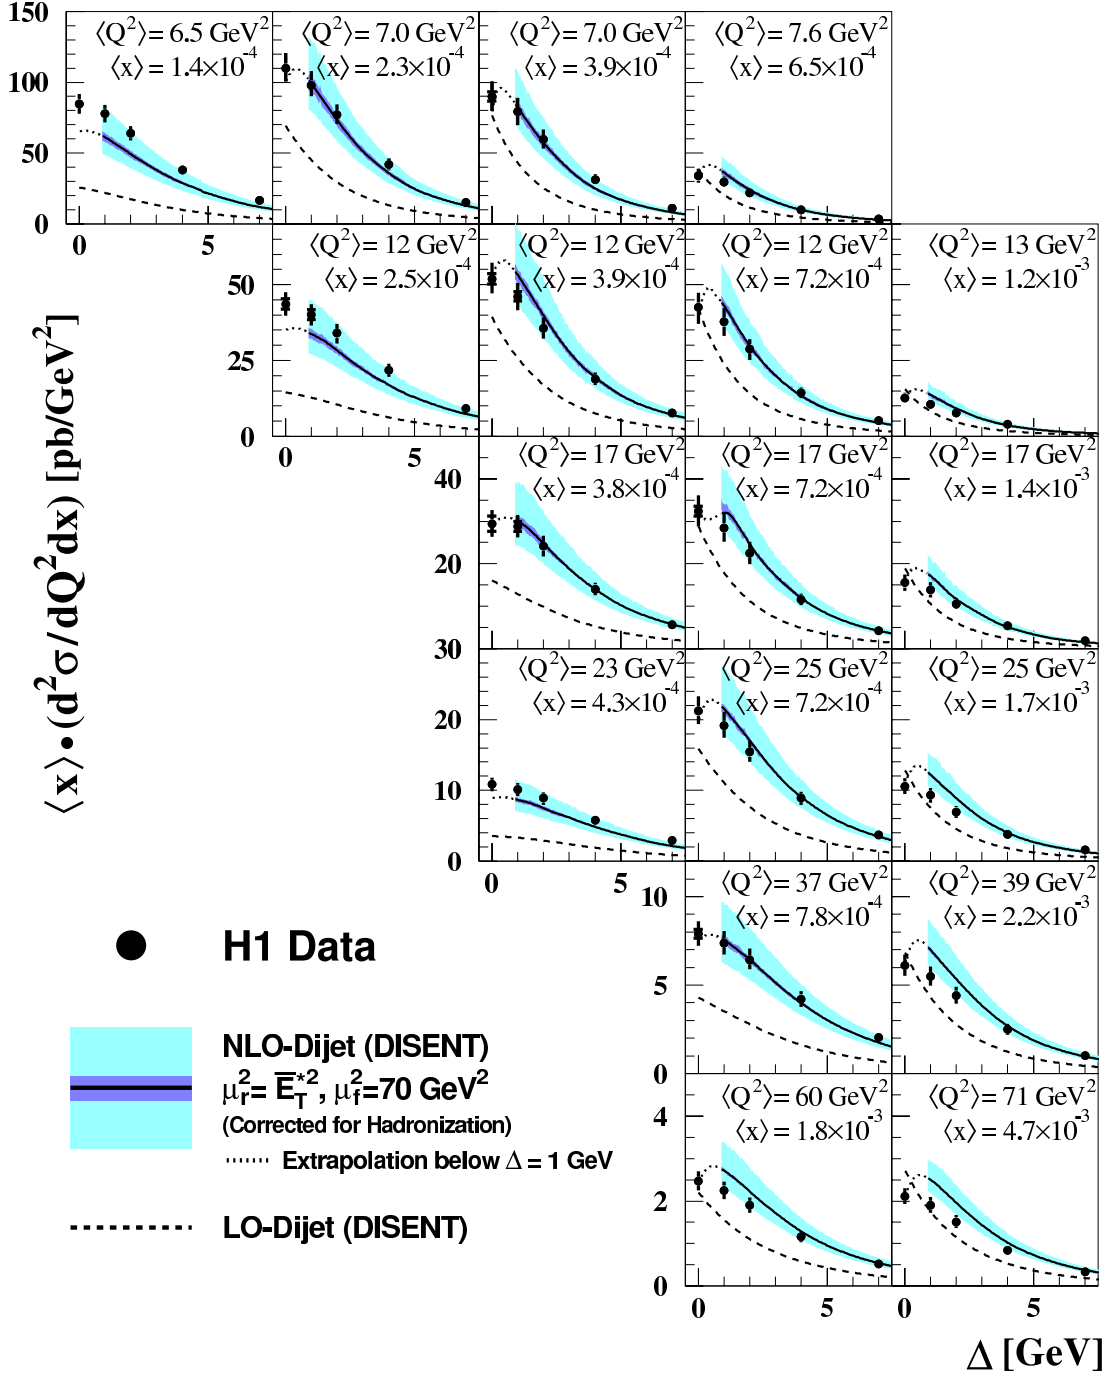 150
100
50
0
⟨Q²⟩= 6.5 GeV²
⟨x⟩ = 1.4×10⁻⁴
⟨Q²⟩= 7.0 GeV²
⟨x⟩ = 2.3×10⁻⁴
⟨Q²⟩= 7.0 GeV²
⟨x⟩ = 3.9×10⁻⁴
⟨Q²⟩= 7.6 GeV²
⟨x⟩ = 6.5×10⁻⁴
0 5
50
25
0
⟨Q²⟩= 12 GeV²
⟨x⟩ = 2.5×10⁻⁴
⟨Q²⟩= 12 GeV²
⟨x⟩ = 3.9×10⁻⁴
⟨Q²⟩= 12 GeV²
⟨x⟩ = 7.2×10⁻⁴
⟨Q²⟩= 13 GeV²
⟨x⟩ = 1.2×10⁻³
0 5
40
20
⟨Q²⟩= 17 GeV²
⟨x⟩ = 3.8×10⁻⁴
⟨Q²⟩= 17 GeV²
⟨x⟩ = 7.2×10⁻⁴
⟨Q²⟩= 17 GeV²
⟨x⟩ = 1.4×10⁻³
30
20
10
0
⟨Q²⟩= 23 GeV²
⟨x⟩ = 4.3×10⁻⁴
⟨Q²⟩= 25 GeV²
⟨x⟩ = 7.2×10⁻⁴
⟨Q²⟩= 25 GeV²
⟨x⟩ = 1.7×10⁻³
0 5
10
5
0
⟨Q²⟩= 37 GeV²
⟨x⟩ = 7.8×10⁻⁴
⟨Q²⟩= 39 GeV²
⟨x⟩ = 2.2×10⁻³
4
2
0
⟨Q²⟩= 60 GeV²
⟨x⟩ = 1.8×10⁻³
⟨Q²⟩= 71 GeV²
⟨x⟩ = 4.7×10⁻³
0 5
0 5
⟨x⟩•(d²σ/dQ²dx) [pb/GeV²]
H1 Data
NLO-Dijet (DISENT)
μ²ᵣ= E̅*²_T, μ²_f=70 GeV²
(Corrected for Hadronization)
Extrapolation below Δ = 1 GeV
LO-Dijet (DISENT)
Δ [GeV]